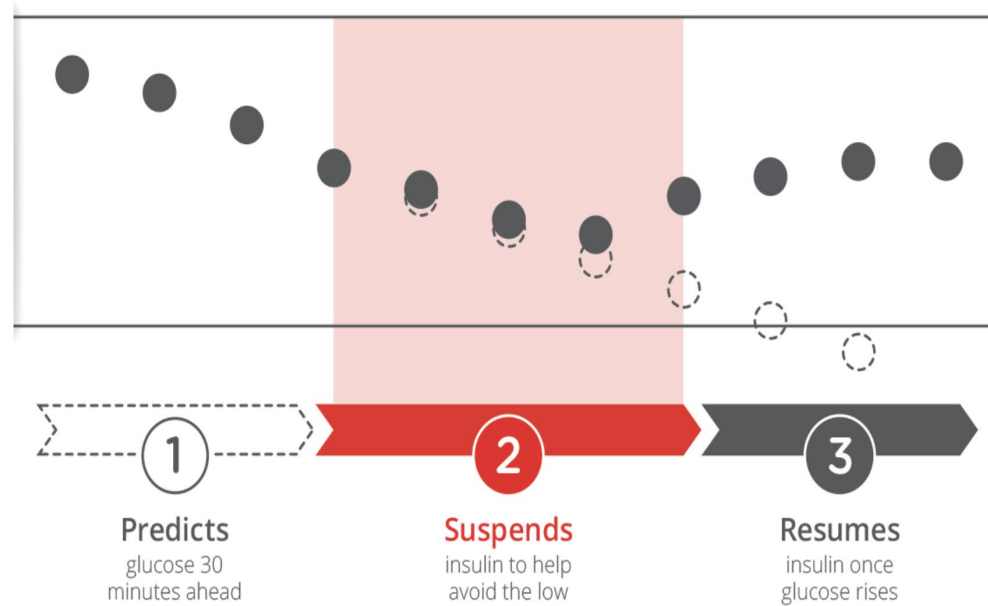 1
Predicts
glucose 30
minutes ahead
2
Suspends
insulin to help
avoid the low
3
Resumes
insulin once
glucose rises